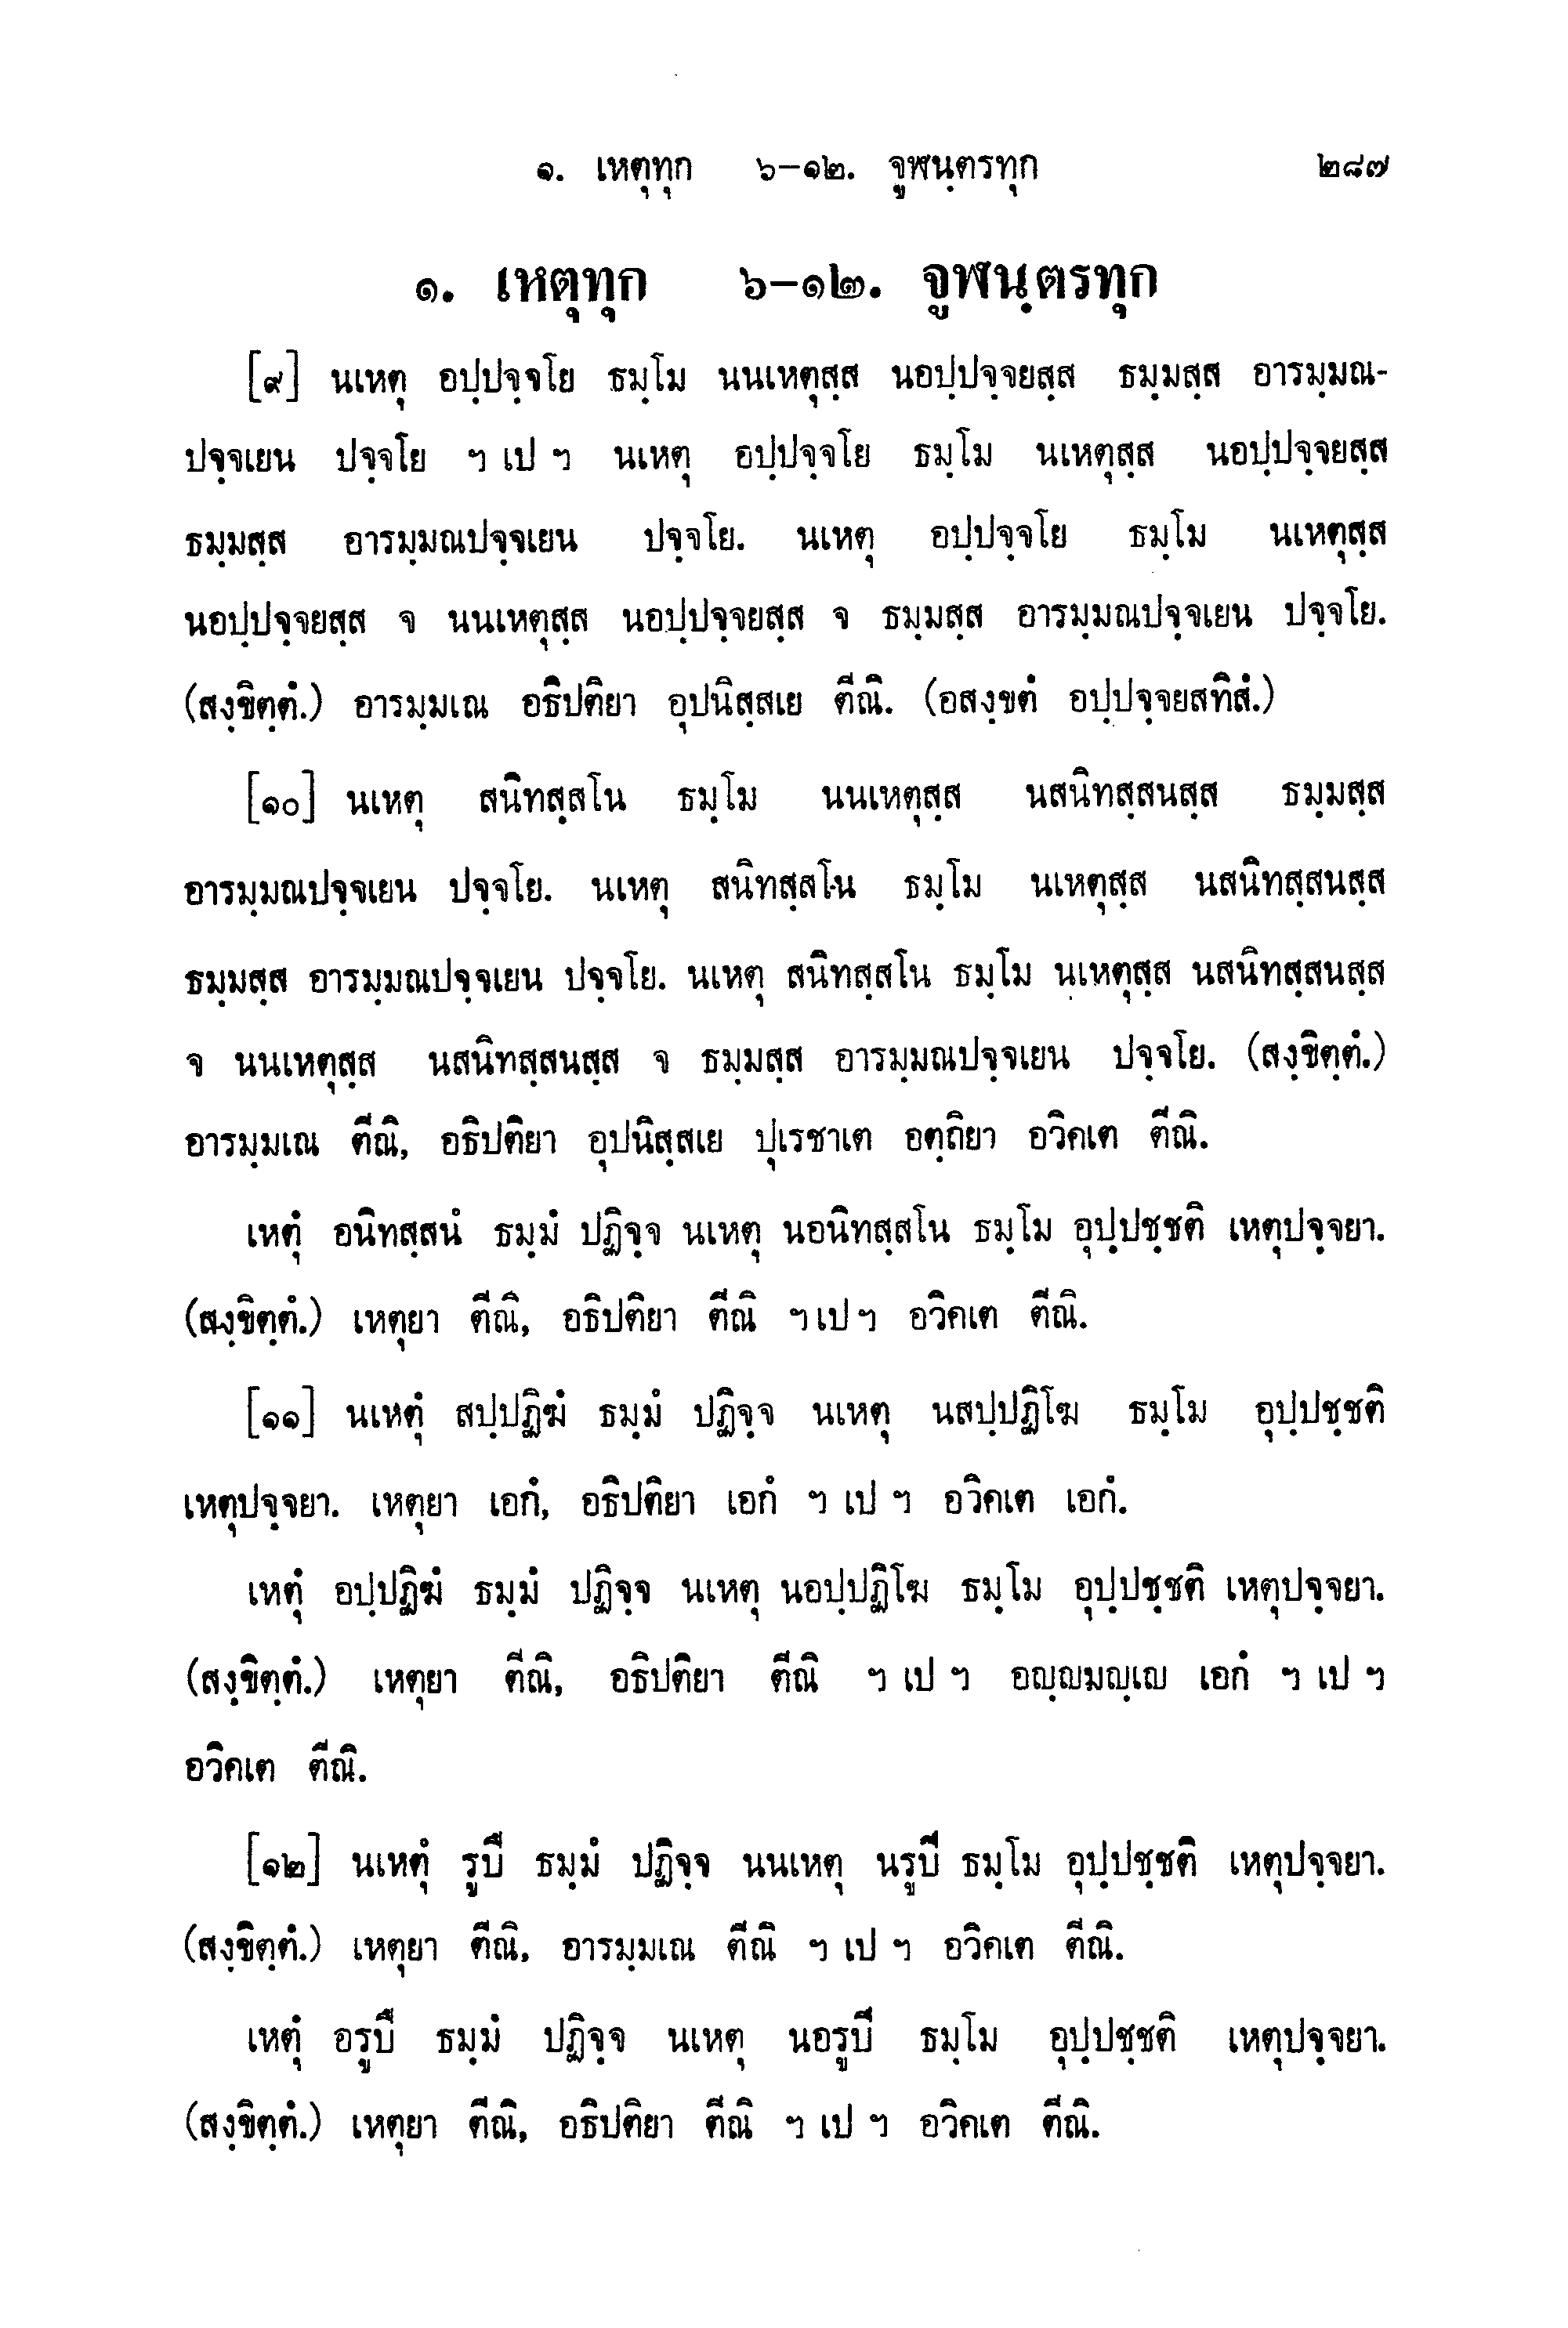 ๑. เหตุทุก ๖-๑๒. จูฬนฺตรทุก ๒๘๗
๑. เหตุทุก ๖-๑๒. จูฬนฺตรทุก
[๙] นเหตุ อปฺปจฺจโย ธมฺโม นนเหตุสฺส นอปฺปจฺจยสฺส ธมฺมสฺส อารมฺมณ-
ปจฺจเยน ปจฺจโย ฯ เป ฯ นเหตุ อปฺปจฺจโย ธมฺโม นเหตุสฺส นอปฺปจฺจยสฺส
ธมฺมสฺส อารมฺมณปจฺจเยน ปจฺจโย. นเหตุ อปฺปจฺจโย ธมฺโม นเหตุสฺส
นอปฺปจฺจยสฺส จ นนเหตุสฺส นอปฺปจฺจยสฺส จ ธมฺมสฺส อารมฺมณปจฺจเยน ปจฺจโย.
(สงฺขิตฺตํ.) อารมฺมเณ อธิปติยา อุปนิสฺสเย ตีณิ. (อสงฺขตํ อปฺปจฺจยสทิสํ.)
[๑๐] นเหตุ สนิทสฺสโน ธมฺโม นนเหตุสฺส นสนิทสฺสนสฺส ธมฺมสฺส
อารมฺมณปจฺจเยน ปจฺจโย. นเหตุ สนิทสฺสโน ธมฺโม นเหตุสฺส นสนิทสฺสนสฺส
ธมฺมสฺส อารมฺมณปจฺจเยน ปจฺจโย. นเหตุ สนิทสฺสโน ธมฺโม นเหตุสฺส นสนิทสฺสนสฺส
จ นนเหตุสฺส นสนิทสฺสนสฺส จ ธมฺมสฺส อารมฺมณปจฺจเยน ปจฺจโย. (สงฺขิตฺตํ.)
อารมฺมเณ ตีณิ, อธิปติยา อุปนิสฺสเย ปุเรชาเต อตฺถิยา อวิคเต ตีณิ.
เหตุํ อนิทสฺสนํ ธมฺมํ ปฏิจฺจ นเหตุ นอนิทสฺสโน ธมฺโม อุปฺปชฺชติ เหตุปจฺจยา.
(สงฺขิตฺตํ.) เหตุยา ตีณิ, อธิปติยา ตีณิ ฯ เป ฯ อวิคเต ตีณิ.
[๑๑] นเหตุํ สปฺปฏิฆํ ธมฺมํ ปฏิจฺจ นเหตุ นสปฺปฏิโฆ ธมฺโม อุปฺปชฺชติ
เหตุปจฺจยา. เหตุยา เอกํ, อธิปติยา เอกํ ฯ เป ฯ อวิคเต เอกํ.
เหตุํ อปฺปฏิฆํ ธมฺมํ ปฏิจฺจ นเหตุ นอปฺปฏิโฆ ธมฺโม อุปฺปชฺชติ เหตุปจฺจยา.
(สงฺขิตฺตํ.) เหตุยา ตีณิ, อธิปติยา ตีณิ ฯ เป ฯ อญฺญมญฺเญ เอกํ ฯ เป ฯ
อวิคเต ตีณิ.
[๑๒] นเหตุํ รูปึ ธมฺมํ ปฏิจฺจ นนเหตุ นรูปี ธมฺโม อุปฺปชฺชติ เหตุปจฺจยา.
(สงฺขิตฺตํ.) เหตุยา ตีณิ, อารมฺมเณ ตีณิ ฯ เป ฯ อวิคเต ตีณิ.
เหตุํ อรูปึ ธมฺมํ ปฏิจฺจ นเหตุ นอรูปี ธมฺโม อุปฺปชฺชติ เหตุปจฺจยา.
(สงฺขิตฺตํ.) เหตุยา ตีณิ, อธิปติยา ตีณิ ฯ เป ฯ อวิคเต ตีณิ.